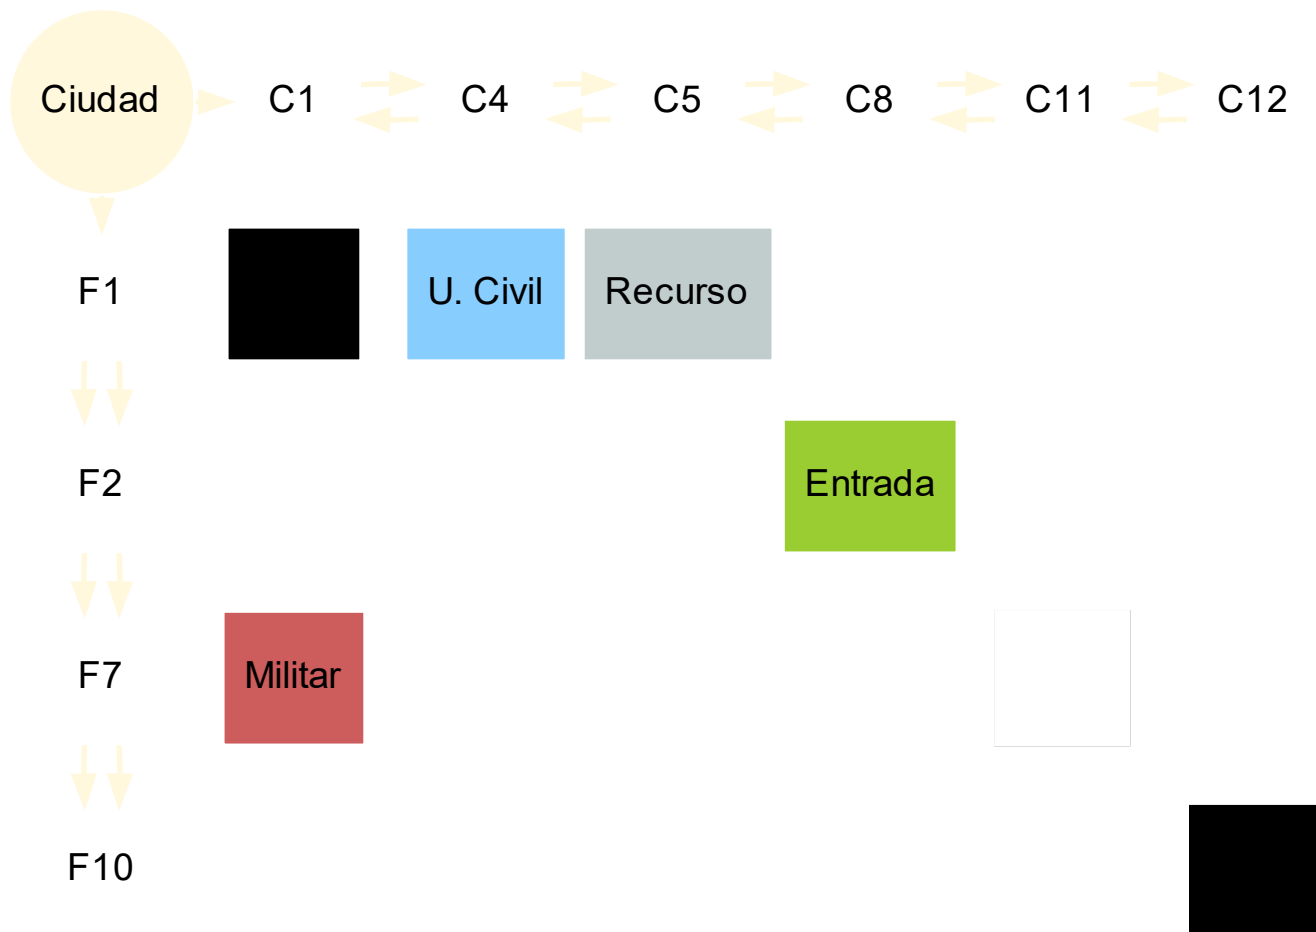 Ciudad C1 C4 C5 C8 C11 C12
F1 U. Civil Recurso
F2 Entrada
F7 Militar
F10